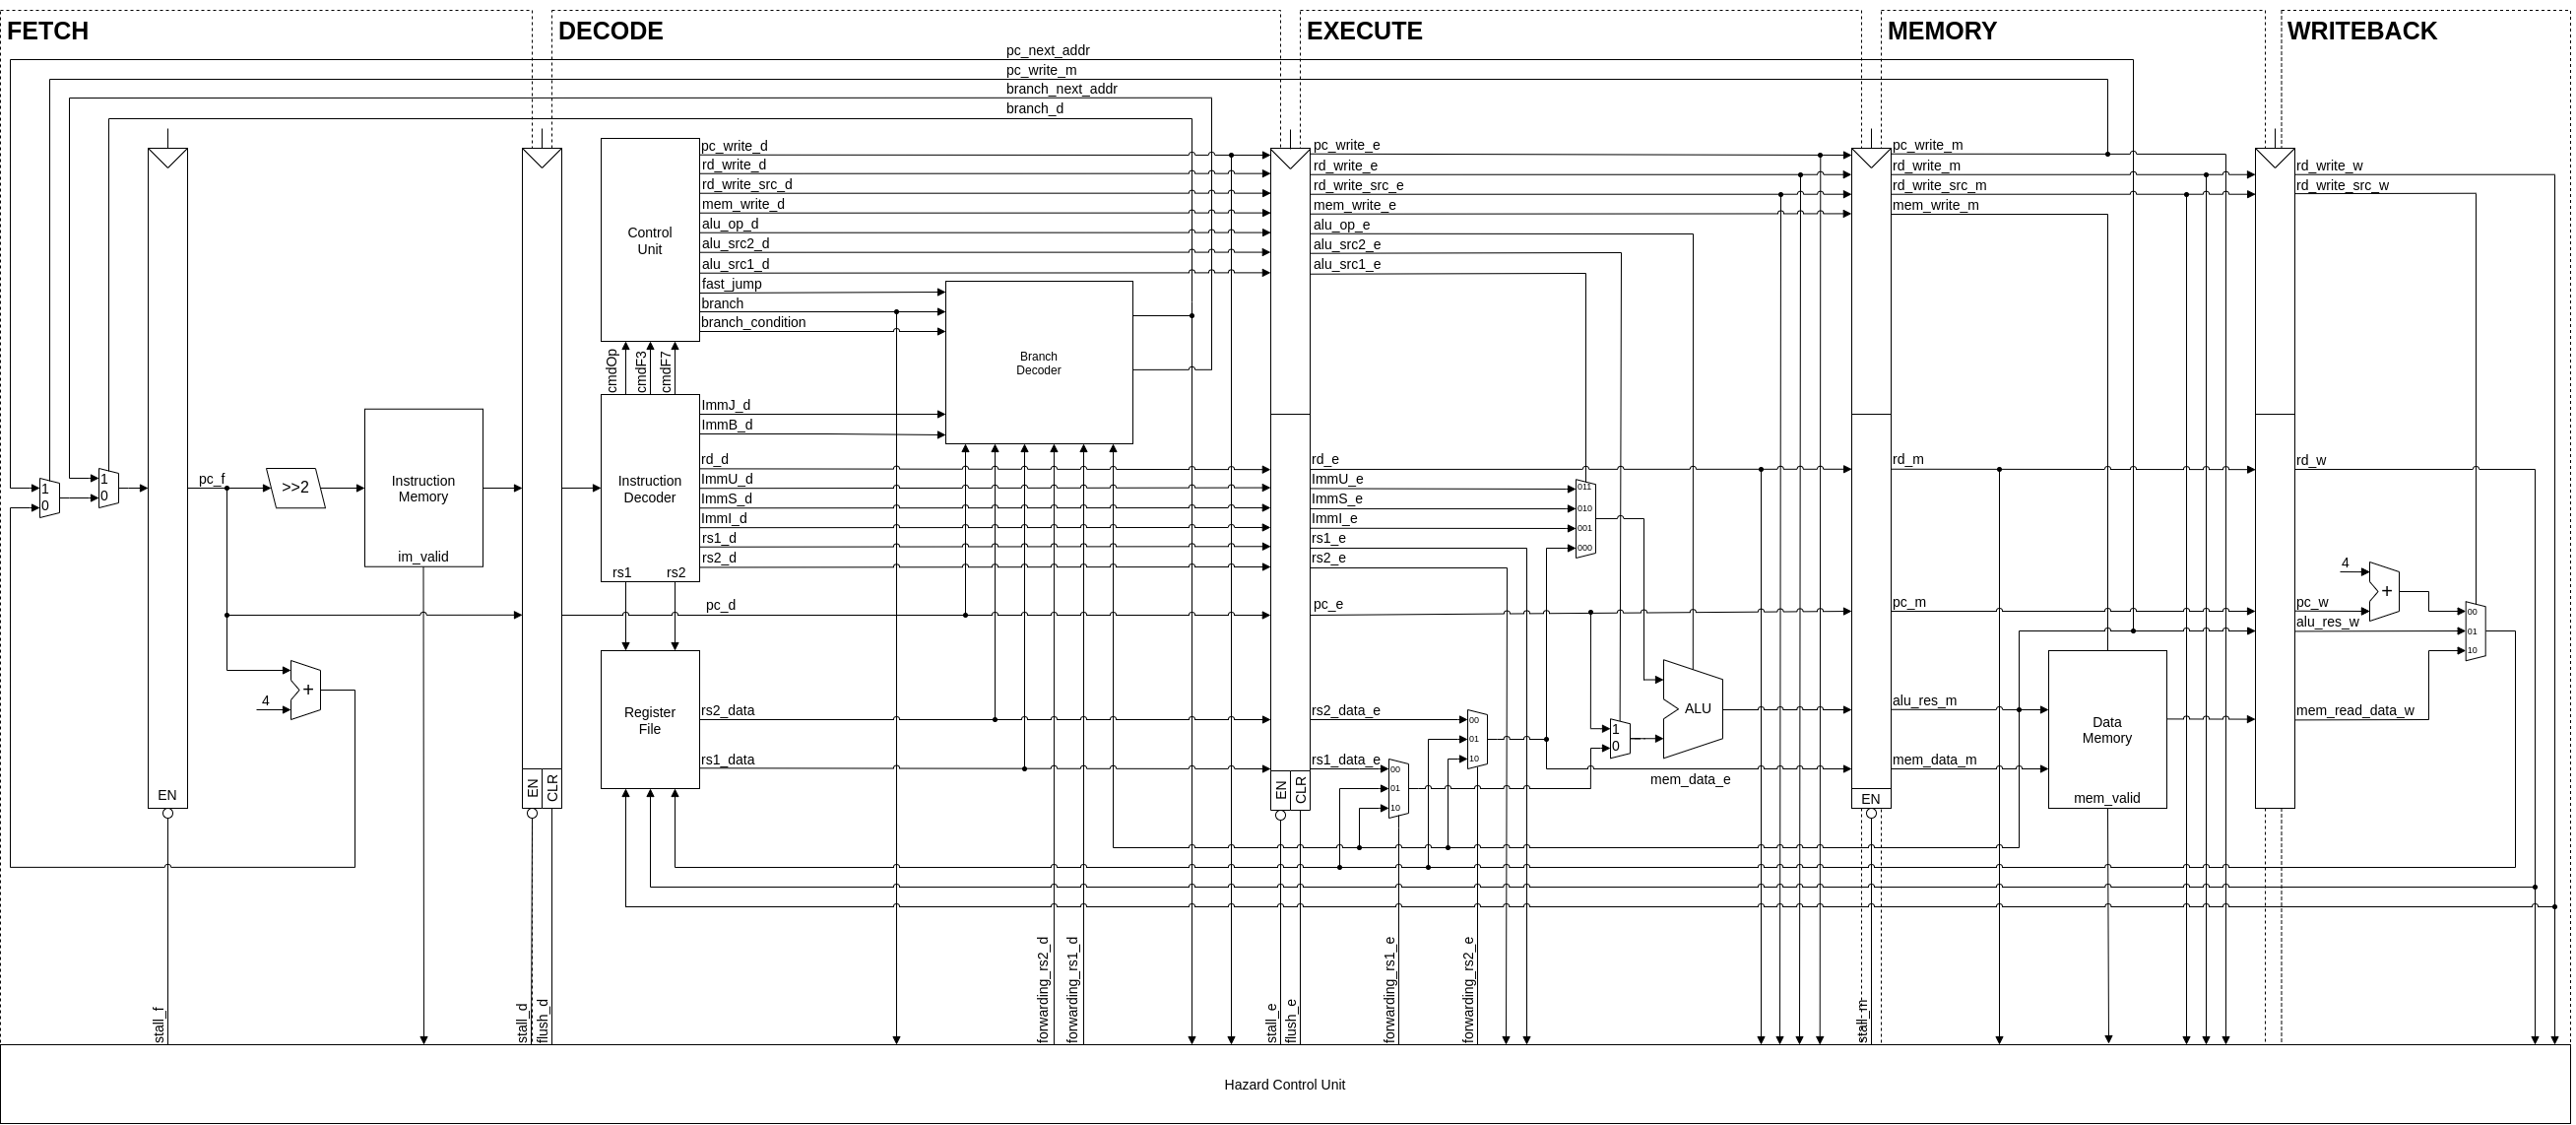 FETCH
DECODE
EXECUTE
MEMORY
WRITEBACK
pc_next_addr
pc_write_m
branch_next_addr
branch_d
1
0
1
0
EN
pc_f
>>2
Instruction
Memory
im_valid
4
+
stall_f
EN
CLR
stall_d
flush_d
Control
Unit
pc_write_d
rd_write_d
rd_write_src_d
mem_write_d
alu_op_d
alu_src2_d
alu_src1_d
fast_jump
branch
branch_condition
cmdOp
cmdF3
cmdF7
Branch
Decoder
Instruction
Decoder
rs1
rs2
ImmJ_d
ImmB_d
rd_d
ImmU_d
ImmS_d
ImmI_d
rs1_d
rs2_d
pc_d
Register
File
rs2_data
rs1_data
forwarding_rs2_d
forwarding_rs1_d
EN
CLR
stall_e
flush_e
pc_write_e
rd_write_e
rd_write_src_e
mem_write_e
alu_op_e
alu_src2_e
alu_src1_e
rd_e
ImmU_e
ImmS_e
ImmI_e
rs1_e
rs2_e
pc_e
011
010
001
000
rs2_data_e
rs1_data_e
00
01
10
00
01
10
1
0
ALU
mem_data_e
forwarding_rs1_e
forwarding_rs2_e
EN
stall_m
pc_write_m
rd_write_m
rd_write_src_m
mem_write_m
rd_m
pc_m
alu_res_m
mem_data_m
Data
Memory
mem_valid
rd_write_w
rd_write_src_w
rd_w
4
+
pc_w
alu_res_w
mem_read_data_w
00
01
10
Hazard Control Unit